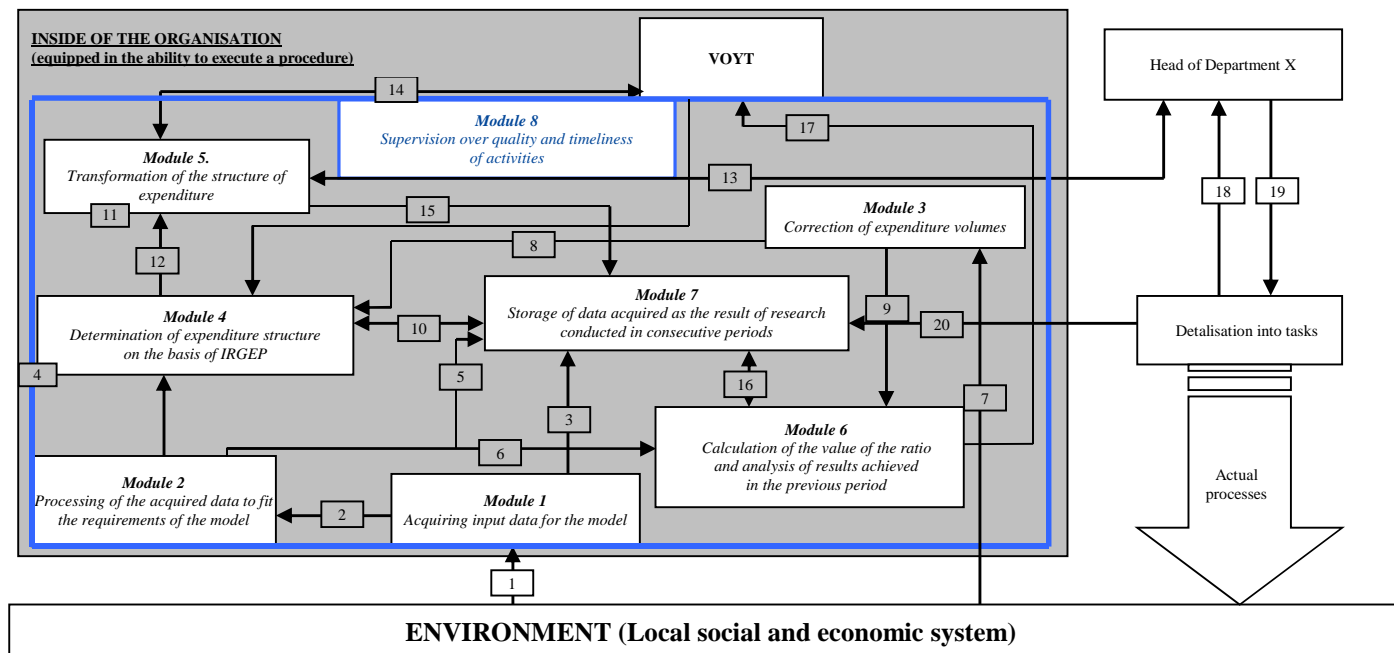 INSIDE OF THE ORGANISATION
(equipped in the ability to execute a procedure)
VOYT
Head of Department X
14
Module 8
Supervision over quality and timeliness
of activities
17
Module 5.
Transformation of the structure of
expenditure
13
18
19
11
15
Module 3
Correction of expenditure volumes
12
8
Module 7
Storage of data acquired as the result of research
conducted in consecutive periods
Module 4
Determination of expenditure structure
on the basis of IRGEP
10
9
20
Detalisation into tasks
4
5
16
7
3
6
Module 6
Calculation of the value of the ratio
and analysis of results achieved
in the previous period
Module 2
Processing of the acquired data to fit
the requirements of the model
2
Module 1
Acquiring input data for the model
Actual
processes
1
ENVIRONMENT (Local social and economic system)